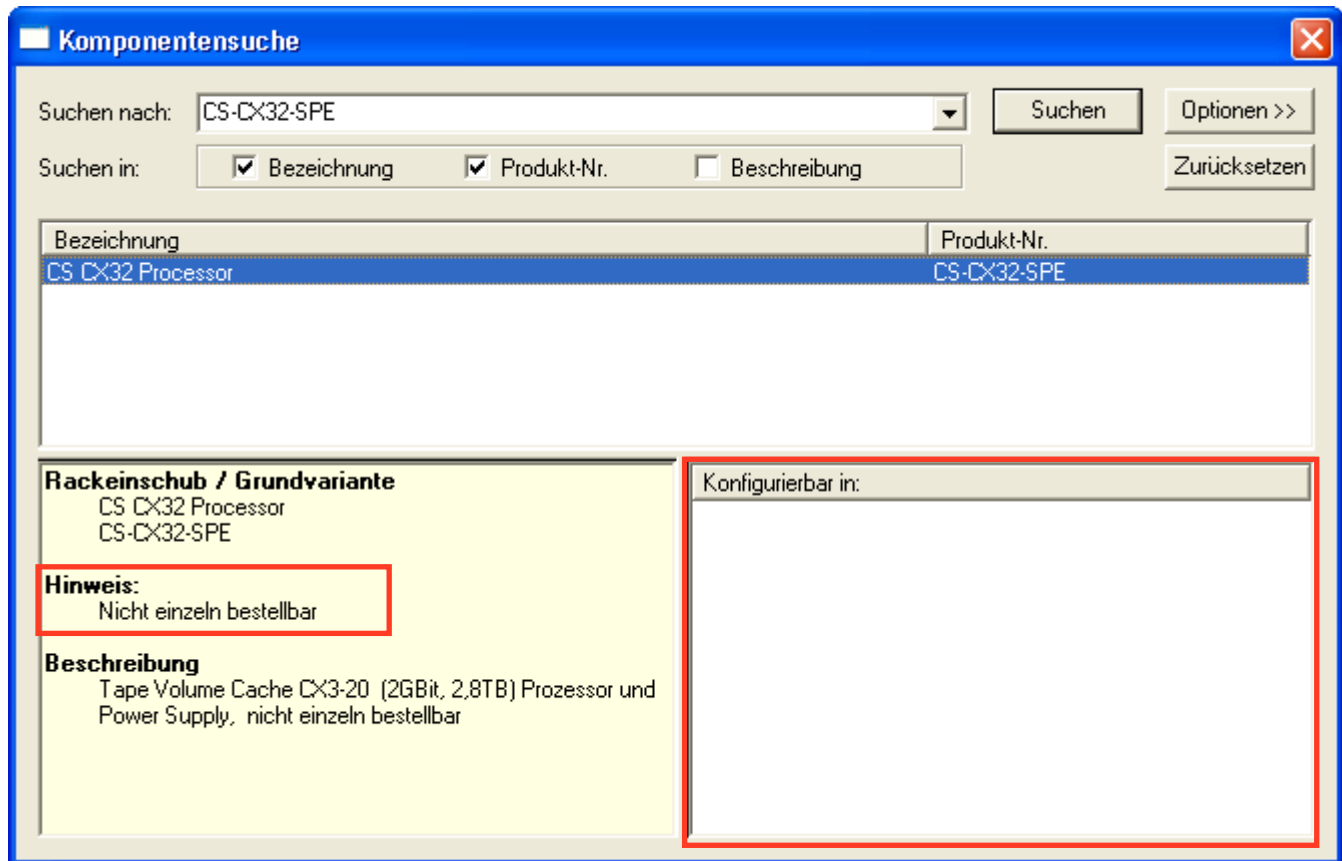 Komponentensuche
Suchen nach: CS-CX32-SPE Suchen Optionen >>
Suchen in: Bezeichnung Produkt-Nr. Beschreibung Zurücksetzen
Bezeichnung Produkt-Nr.
CS CX32 Processor CS-CX32-SPE
Rackeinschub / Grundvariante
CS CX32 Processor
CS-CX32-SPE
Hinweis:
Nicht einzeln bestellbar
Beschreibung
Tape Volume Cache CX3-20 (2GBit, 2,8TB) Prozessor und
Power Supply, nicht einzeln bestellbar
Konfigurierbar in: